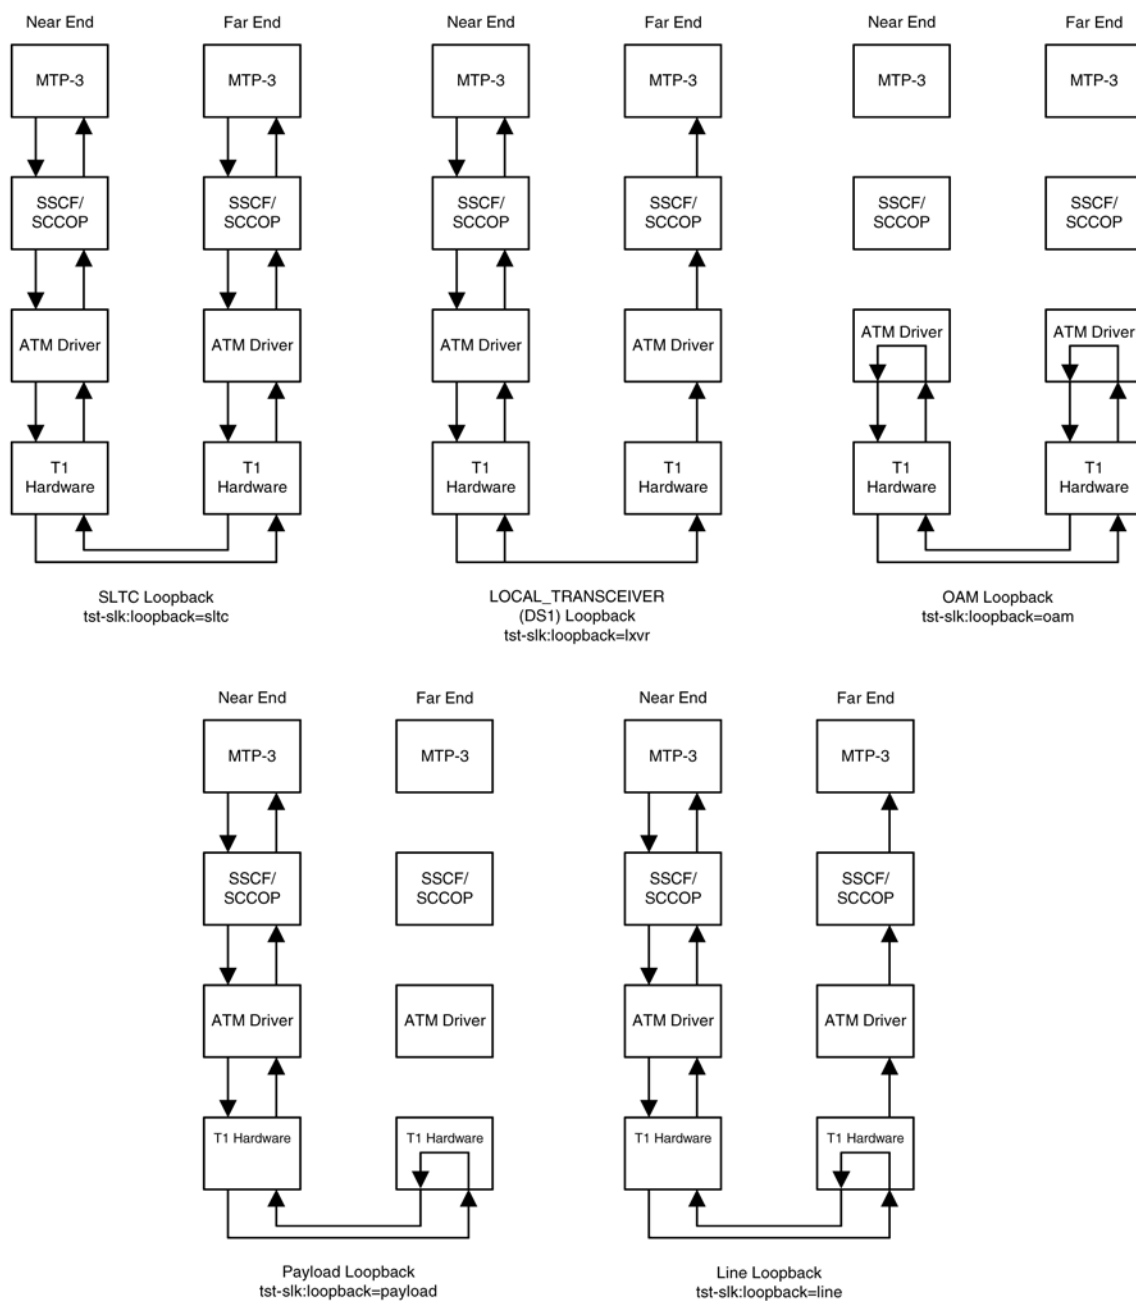 Near End
Far End
MTP-3
MTP-3
SSCF/
SCCOP
SSCF/
SCCOP
ATM Driver
ATM Driver
T1
Hardware
T1
Hardware
SLTC Loopback
tst-slk:loopback=sltc
Near End
Far End
MTP-3
MTP-3
SSCF/
SCCOP
SSCF/
SCCOP
ATM Driver
ATM Driver
T1
Hardware
T1
Hardware
LOCAL_TRANSCEIVER
(DS1) Loopback
tst-slk:loopback=lxvr
Near End
Far End
MTP-3
MTP-3
SSCF/
SCCOP
SSCF/
SCCOP
ATM Driver
ATM Driver
T1
Hardware
T1
Hardware
OAM Loopback
tst-slk:loopback=oam
Near End
Far End
MTP-3
MTP-3
SSCF/
SCCOP
SSCF/
SCCOP
ATM Driver
ATM Driver
T1 Hardware
T1 Hardware
Payload Loopback
tst-slk:loopback=payload
Near End
Far End
MTP-3
MTP-3
SSCF/
SCCOP
SSCF/
SCCOP
ATM Driver
ATM Driver
T1 Hardware
T1 Hardware
Line Loopback
tst-slk:loopback=line